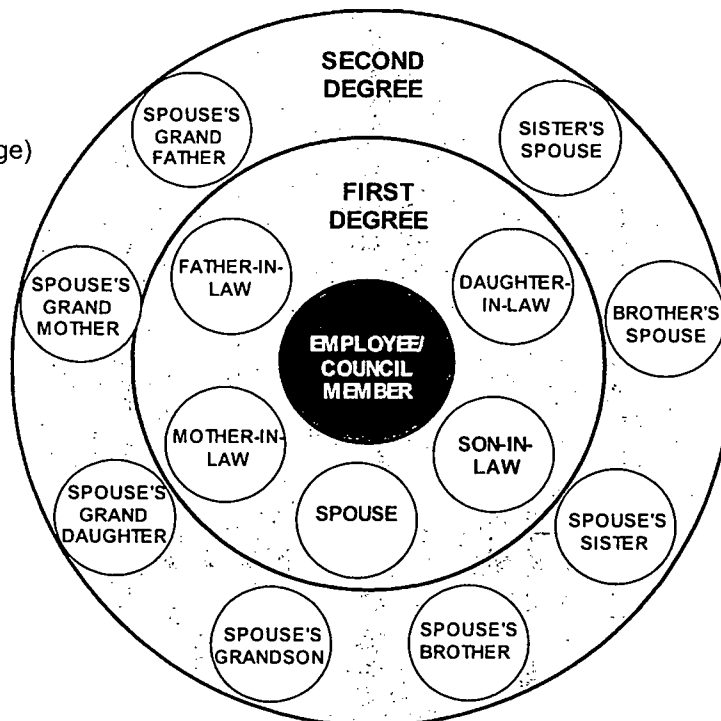 SECOND
DEGREE
SPOUSE'S
GRAND
FATHER
SISTER'S
SPOUSE
ge)
FIRST
DEGREE
FATHER-IN-
LAW
DAUGHTER-
IN-LAW
SPOUSE'S
GRAND
MOTHER
BROTHER'S
SPOUSE
EMPLOYEE/
COUNCIL
MEMBER
MOTHER-IN-
LAW
SON-IN-
LAW
SPOUSE'S
GRAND
DAUGHTER
SPOUSE
SPOUSE'S
SISTER
SPOUSE'S
GRANDSON
SPOUSE'S
BROTHER